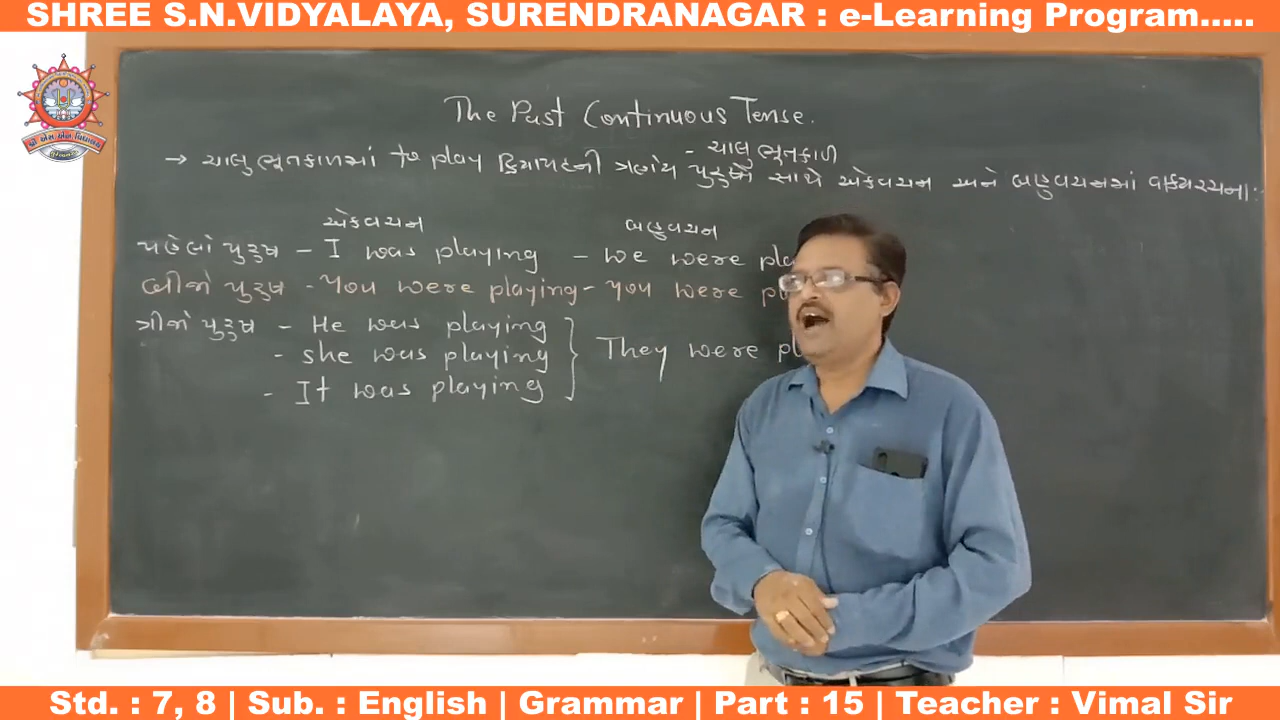 SHREE S.N.VIDYALAYA, SURENDRANAGAR : e-Learning Program.....
The Past Continuous Tense.
- ચાલુ ભૂતકાળ
→ ચાલુ ભૂતકાળમાં to play ક્રિયાપદની ત્રણેય પુરુષો સાથે એકવચન અને બહુવચનમાં વાક્યરચના:
એકવચન બહુવચન
પહેલો પુરુષ - I was playing - we were pla
બીજો પુરુષ - You were playing - you were p
ત્રીજો પુરુષ - He was playing
- she was playing } They were pl
- It was playing
Std. : 7, 8 | Sub. : English | Grammar | Part : 15 | Teacher : Vimal Sir